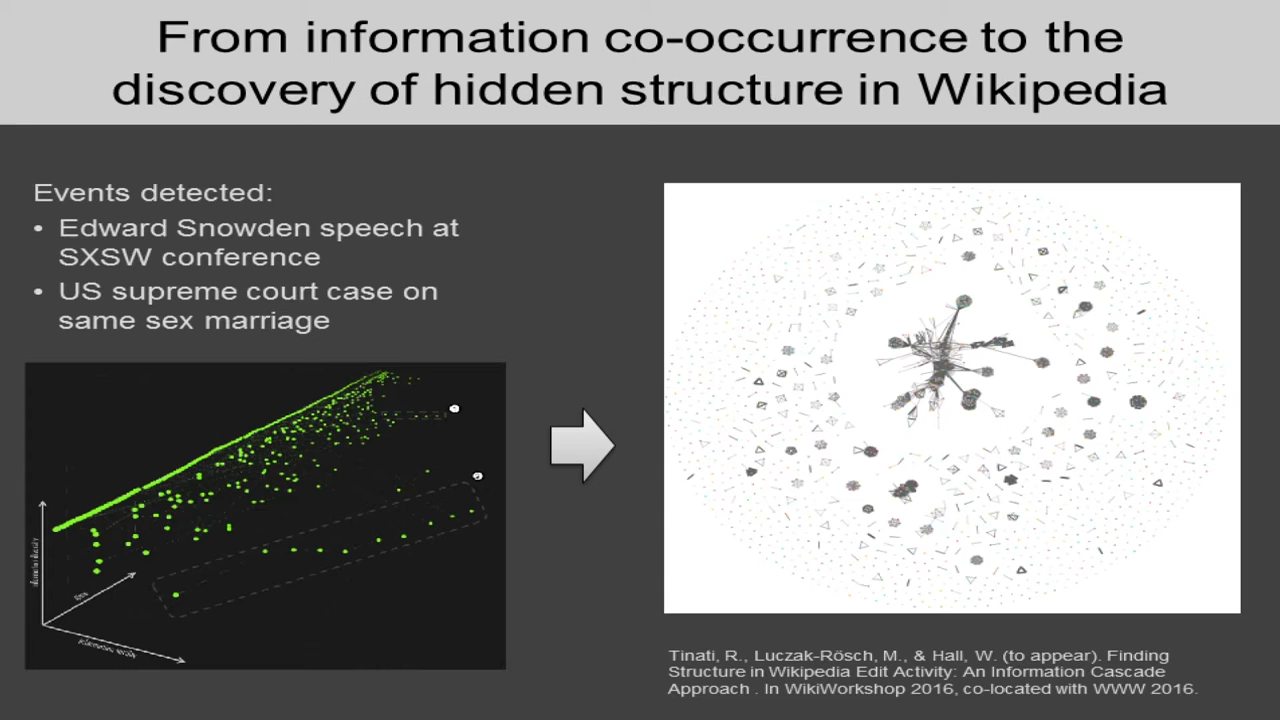 From information co-occurrence to the
discovery of hidden structure in Wikipedia
Events detected:
• Edward Snowden speech at
SXSW conference
• US supreme court case on
same sex marriage
Tinati, R., Luczak-Rösch, M., & Hall, W. (to appear). Finding
Structure in Wikipedia Edit Activity: An Information Cascade
Approach . In WikiWorkshop 2016, co-located with WWW 2016.